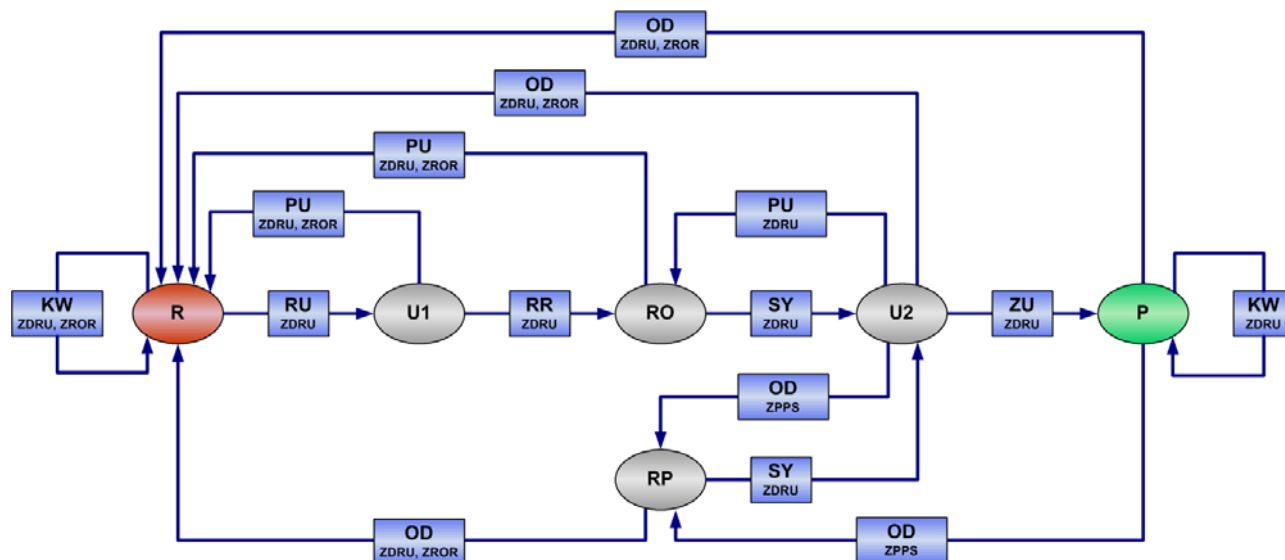 OD
ZDRU, ZROR
OD
ZDRU, ZROR
PU
ZDRU, ZROR
PU
ZDRU, ZROR
PU
ZDRU
KW
ZDRU, ZROR
R
RU
ZDRU
U1
RR
ZDRU
RO
SY
ZDRU
U2
ZU
ZDRU
P
KW
ZDRU
OD
ZPPS
RP
SY
ZDRU
OD
ZDRU, ZROR
OD
ZPPS